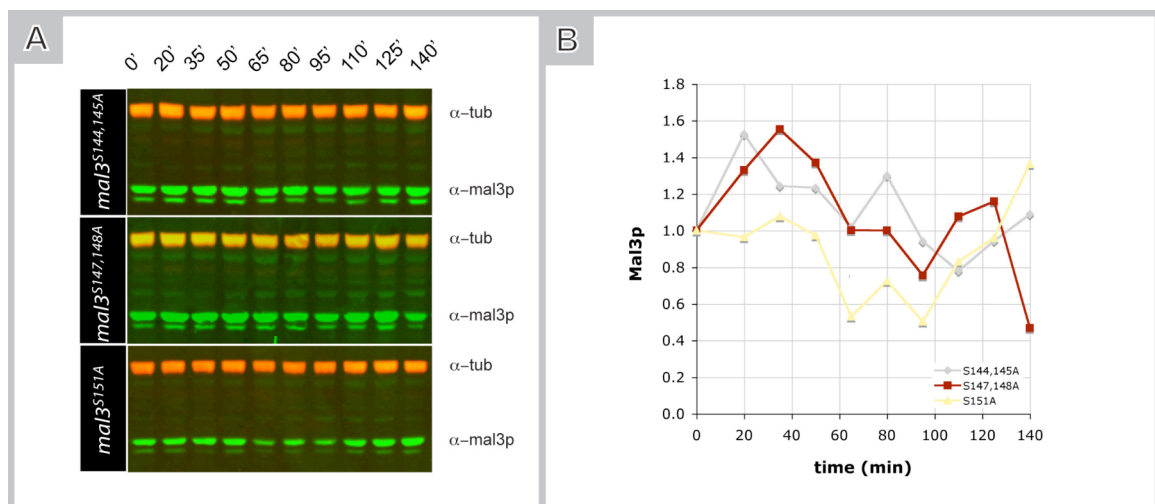 A
0' 20' 35' 50' 65' 80' 95' 110' 125' 140'
mal3S144,145A
α–tub
α–mal3p
mal3S147,148A
α–tub
α–mal3p
mal3S151A
α–tub
α–mal3p
B
1.8
1.6
1.4
1.2
1.0
0.8
0.6
0.4
0.2
0.0
Mal3p
S144,145A
S147,148A
S151A
0 20 40 60 80 100 120 140
time (min)